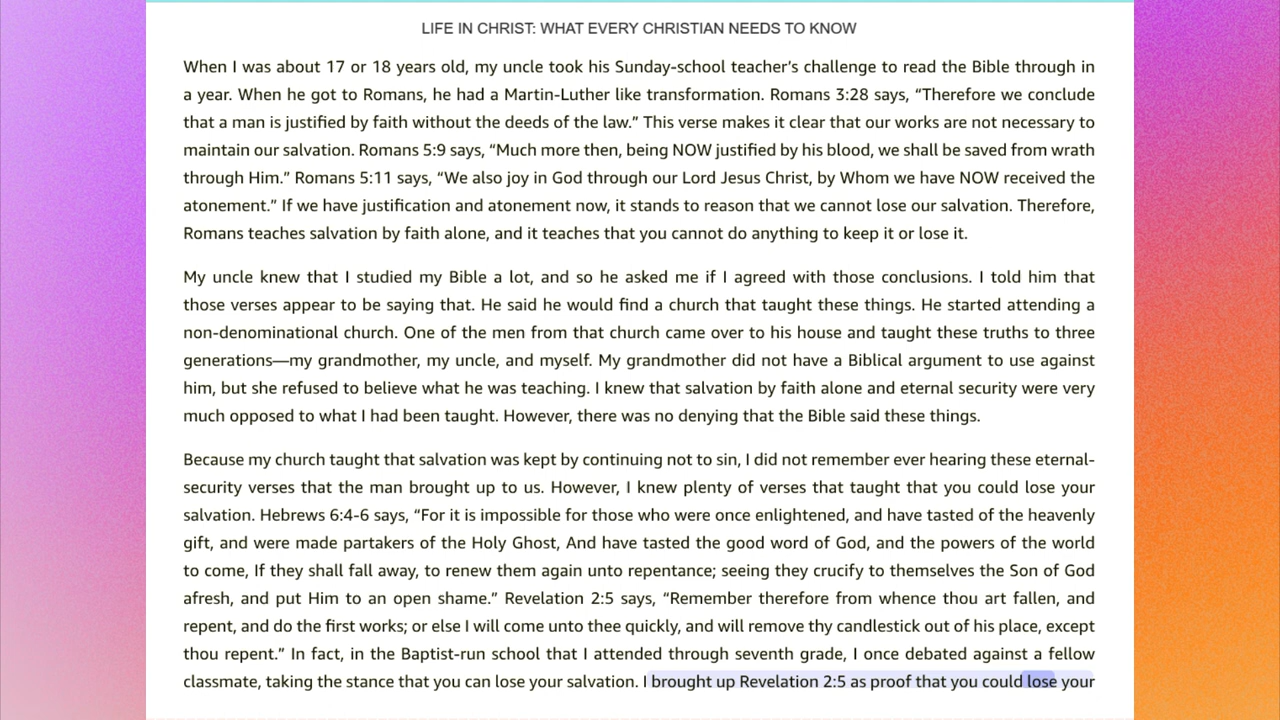 LIFE IN CHRIST: WHAT EVERY CHRISTIAN NEEDS TO KNOW
When I was about 17 or 18 years old, my uncle took his Sunday-school teacher’s challenge to read the Bible through in
a year. When he got to Romans, he had a Martin-Luther like transformation. Romans 3:28 says, “Therefore we conclude
that a man is justified by faith without the deeds of the law.” This verse makes it clear that our works are not necessary to
maintain our salvation. Romans 5:9 says, “Much more then, being NOW justified by his blood, we shall be saved from wrath
through Him.” Romans 5:11 says, “We also joy in God through our Lord Jesus Christ, by Whom we have NOW received the
atonement.” If we have justification and atonement now, it stands to reason that we cannot lose our salvation. Therefore,
Romans teaches salvation by faith alone, and it teaches that you cannot do anything to keep it or lose it.
My uncle knew that I studied my Bible a lot, and so he asked me if I agreed with those conclusions. I told him that
those verses appear to be saying that. He said he would find a church that taught these things. He started attending a
non-denominational church. One of the men from that church came over to his house and taught these truths to three
generations—my grandmother, my uncle, and myself. My grandmother did not have a Biblical argument to use against
him, but she refused to believe what he was teaching. I knew that salvation by faith alone and eternal security were very
much opposed to what I had been taught. However, there was no denying that the Bible said these things.
Because my church taught that salvation was kept by continuing not to sin, I did not remember ever hearing these eternal-
security verses that the man brought up to us. However, I knew plenty of verses that taught that you could lose your
salvation. Hebrews 6:4-6 says, “For it is impossible for those who were once enlightened, and have tasted of the heavenly
gift, and were made partakers of the Holy Ghost, And have tasted the good word of God, and the powers of the world
to come, If they shall fall away, to renew them again unto repentance; seeing they crucify to themselves the Son of God
afresh, and put Him to an open shame.” Revelation 2:5 says, “Remember therefore from whence thou art fallen, and
repent, and do the first works; or else I will come unto thee quickly, and will remove thy candlestick out of his place, except
thou repent.” In fact, in the Baptist-run school that I attended through seventh grade, I once debated against a fellow
classmate, taking the stance that you can lose your salvation. I brought up Revelation 2:5 as proof that you could lose your